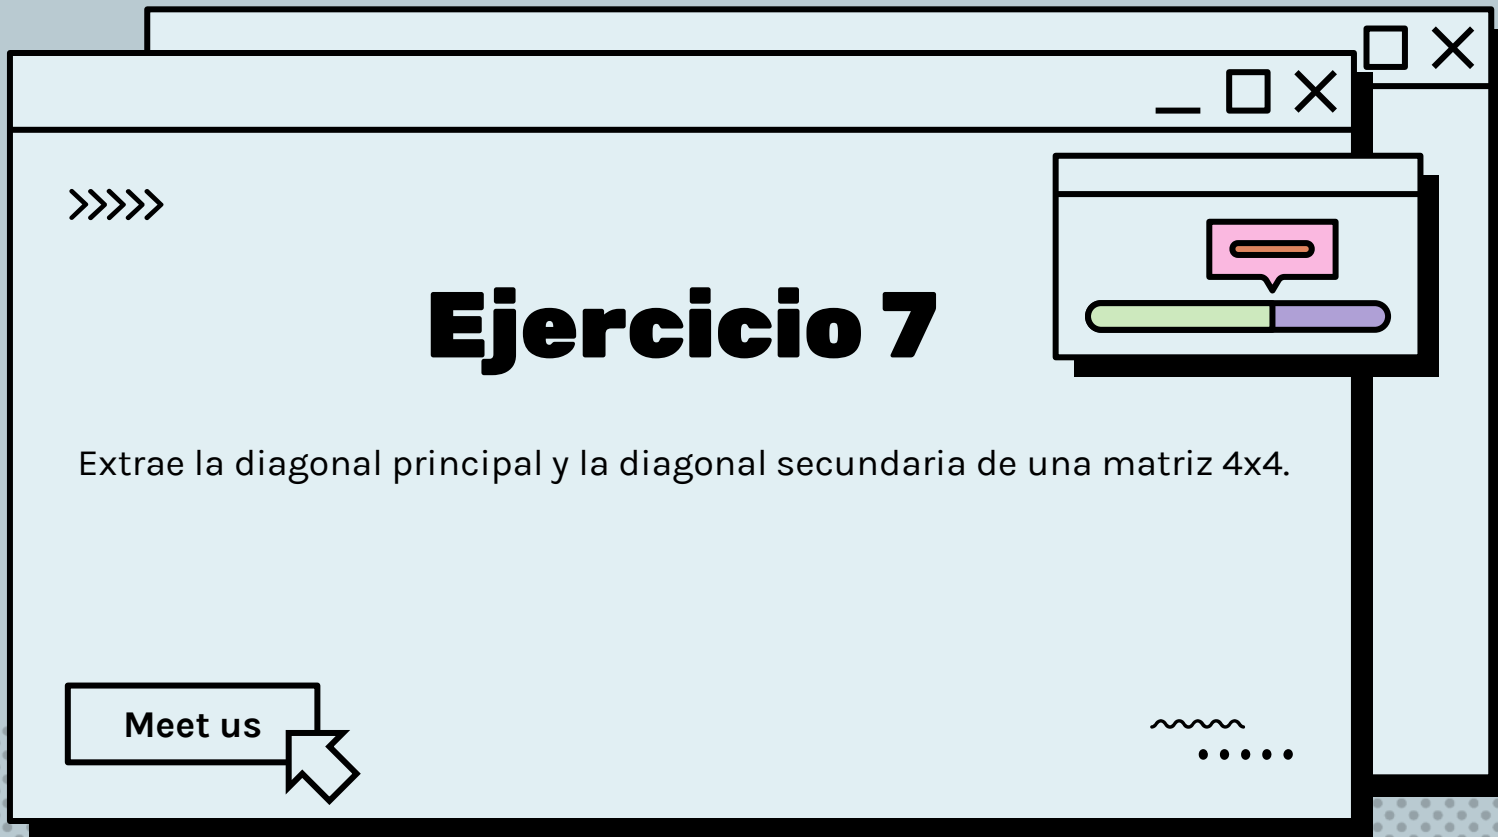 Ejercicio 7
Extrae la diagonal principal y la diagonal secundaria de una matriz 4x4.
Meet us